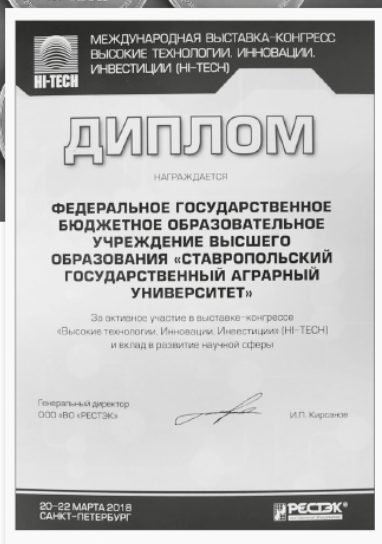 МЕЖДУНАРОДНАЯ ВЫСТАВКА-КОНГРЕСС
ВЫСОКИЕ ТЕХНОЛОГИИ. ИННОВАЦИИ.
ИНВЕСТИЦИИ (HI-TECH)
HI-TECH
ДИПЛОМ
НАГРАЖДАЕТСЯ
ФЕДЕРАЛЬНОЕ ГОСУДАРСТВЕННОЕ
БЮДЖЕТНОЕ ОБРАЗОВАТЕЛЬНОЕ
УЧРЕЖДЕНИЕ ВЫСШЕГО
ОБРАЗОВАНИЯ «СТАВРОПОЛЬСКИЙ
ГОСУДАРСТВЕННЫЙ АГРАРНЫЙ
УНИВЕРСИТЕТ»
За активное участие в выставке-конгрессе
«Высокие технологии. Инновации. Инвестиции» (HI-TECH)
и вклад в развитие научной сферы
Генеральный директор
ООО «ВО «РЕСТЭК»
И.П. Кирсанов
20-22 МАРТА 2018
САНКТ-ПЕТЕРБУРГ
РЕСТЭК®